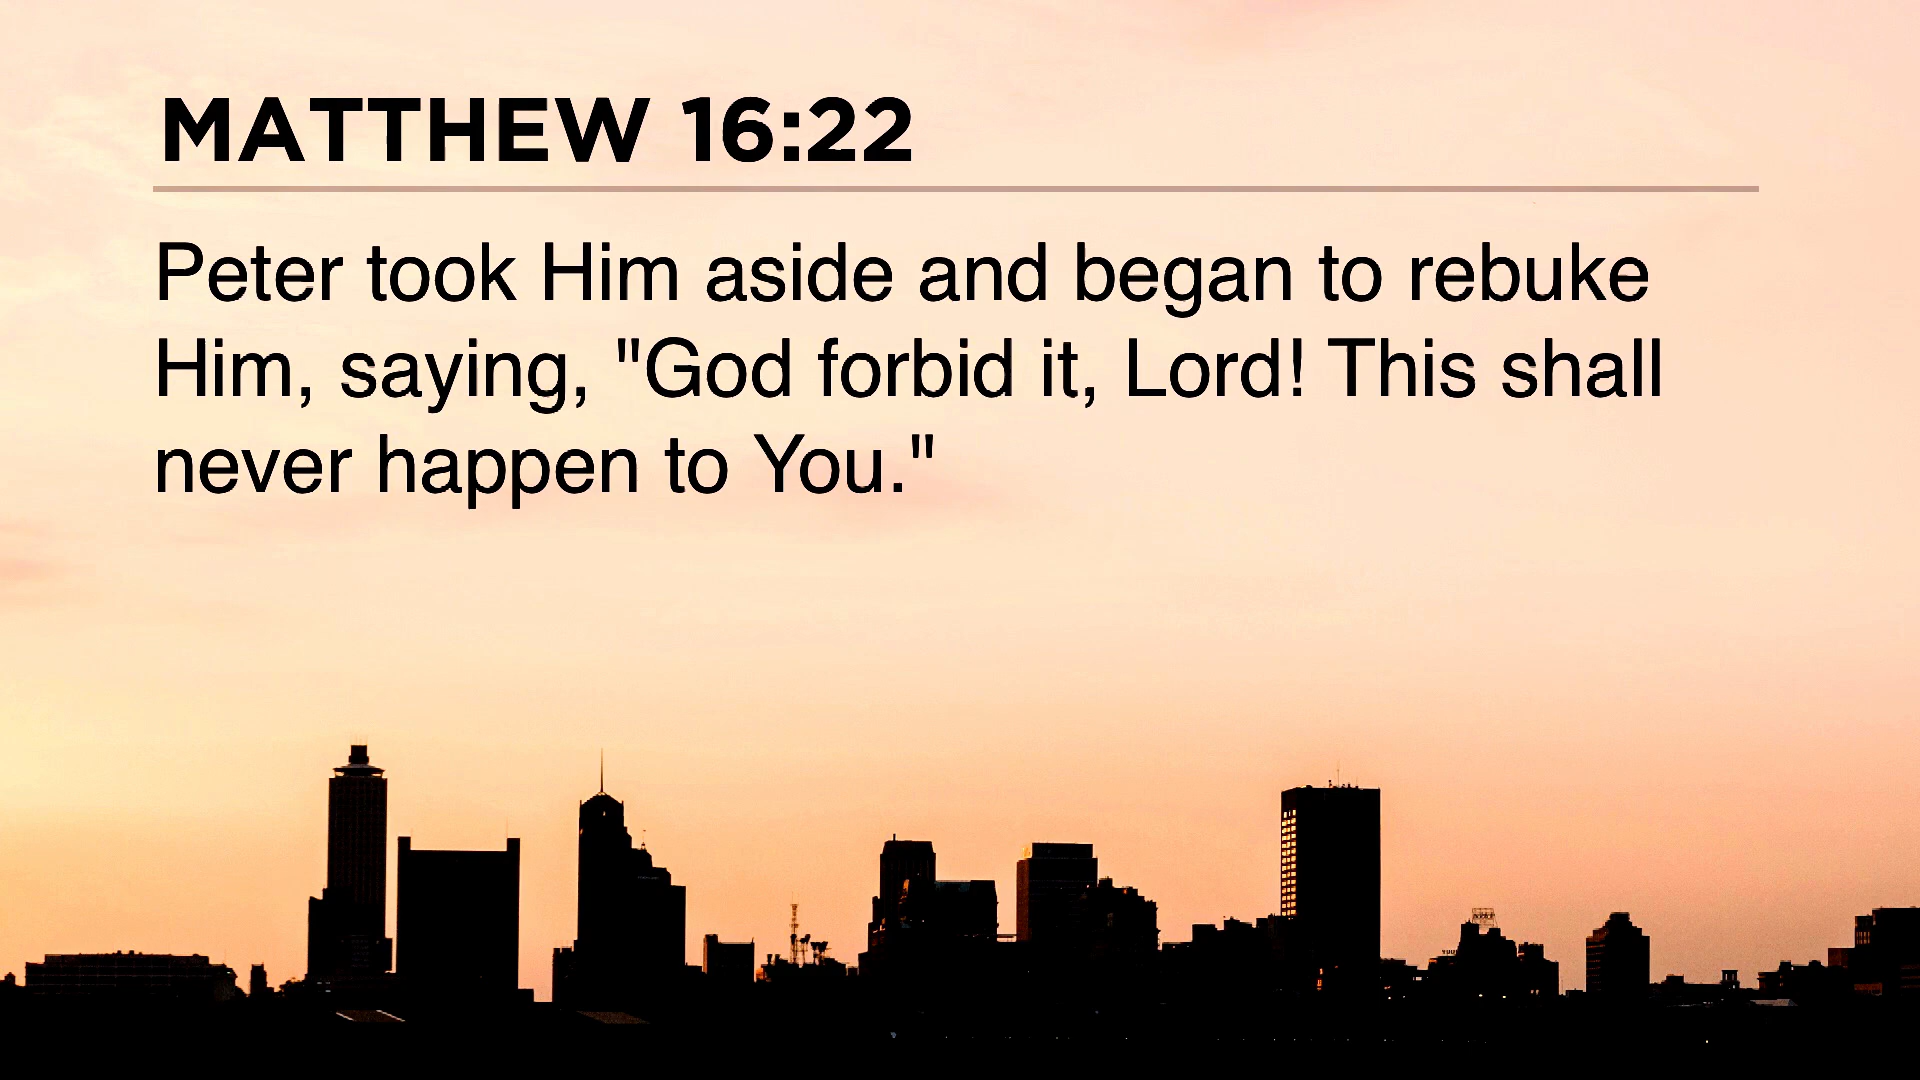 MATTHEW 16:22
Peter took Him aside and began to rebuke
Him, saying, "God forbid it, Lord! This shall
never happen to You."